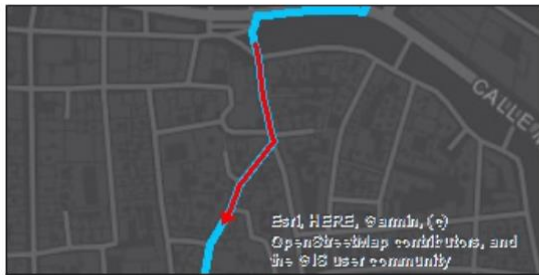 CALLE M
Esri, HERE, Garmin, (c)
OpenStreetMap contributors, and
the GIS user community